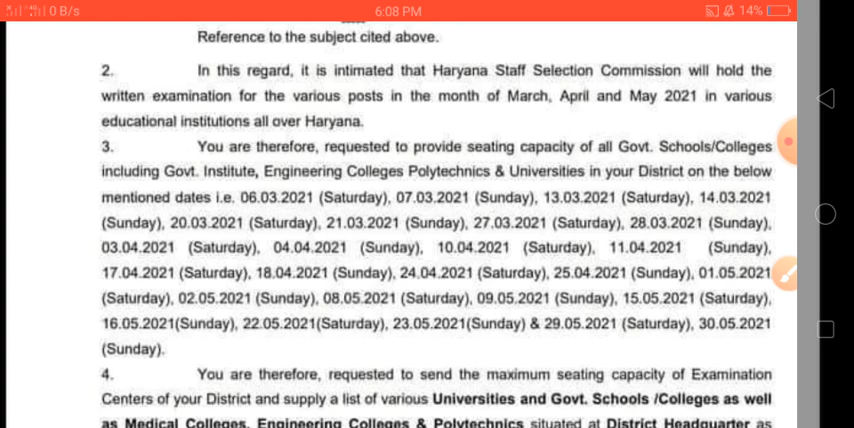 0 B/s 6:08 PM 14%
Reference to the subject cited above.
2. In this regard, it is intimated that Haryana Staff Selection Commission will hold the
written examination for the various posts in the month of March, April and May 2021 in various
educational institutions all over Haryana.
3. You are therefore, requested to provide seating capacity of all Govt. Schools/Colleges
including Govt. Institute, Engineering Colleges Polytechnics & Universities in your District on the below
mentioned dates i.e. 06.03.2021 (Saturday), 07.03.2021 (Sunday), 13.03.2021 (Saturday), 14.03.2021
(Sunday), 20.03.2021 (Saturday), 21.03.2021 (Sunday), 27.03.2021 (Saturday), 28.03.2021 (Sunday),
03.04.2021 (Saturday), 04.04.2021 (Sunday), 10.04.2021 (Saturday), 11.04.2021 (Sunday),
17.04.2021 (Saturday), 18.04.2021 (Sunday), 24.04.2021 (Saturday), 25.04.2021 (Sunday), 01.05.2021
(Saturday), 02.05.2021 (Sunday), 08.05.2021 (Saturday), 09.05.2021 (Sunday), 15.05.2021 (Saturday),
16.05.2021(Sunday), 22.05.2021(Saturday), 23.05.2021(Sunday) & 29.05.2021 (Saturday), 30.05.2021
(Sunday).
4. You are therefore, requested to send the maximum seating capacity of Examination
Centers of your District and supply a list of various Universities and Govt. Schools /Colleges as well
as Medical Colleges, Engineering Colleges & Polytechnics situated at District Headquarter as